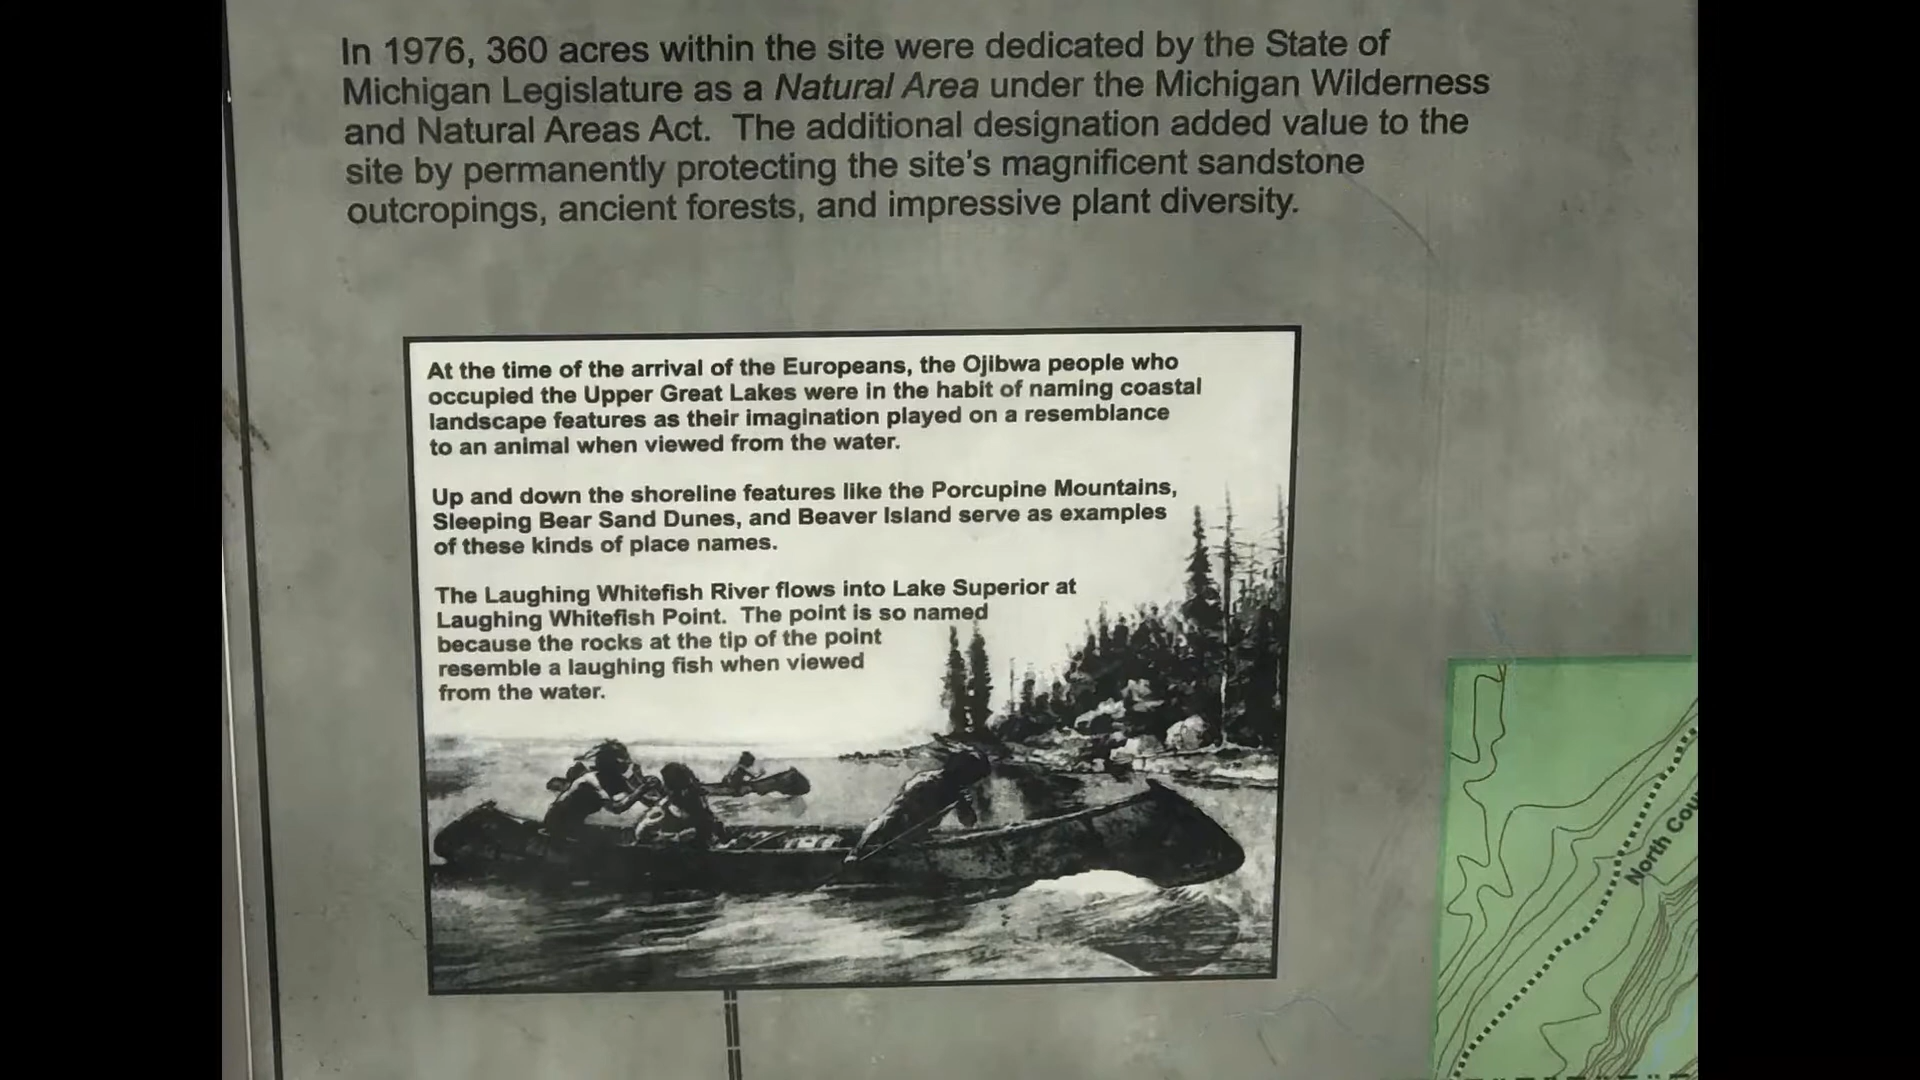 In 1976, 360 acres within the site were dedicated by the State of
Michigan Legislature as a Natural Area under the Michigan Wilderness
and Natural Areas Act. The additional designation added value to the
site by permanently protecting the site's magnificent sandstone
outcropings, ancient forests, and impressive plant diversity.
At the time of the arrival of the Europeans, the Ojibwa people who
occupied the Upper Great Lakes were in the habit of naming coastal
landscape features as their imagination played on a resemblance
to an animal when viewed from the water.
Up and down the shoreline features like the Porcupine Mountains,
Sleeping Bear Sand Dunes, and Beaver Island serve as examples
of these kinds of place names.
The Laughing Whitefish River flows into Lake Superior at
Laughing Whitefish Point. The point is so named
because the rocks at the tip of the point
resemble a laughing fish when viewed
from the water.
North